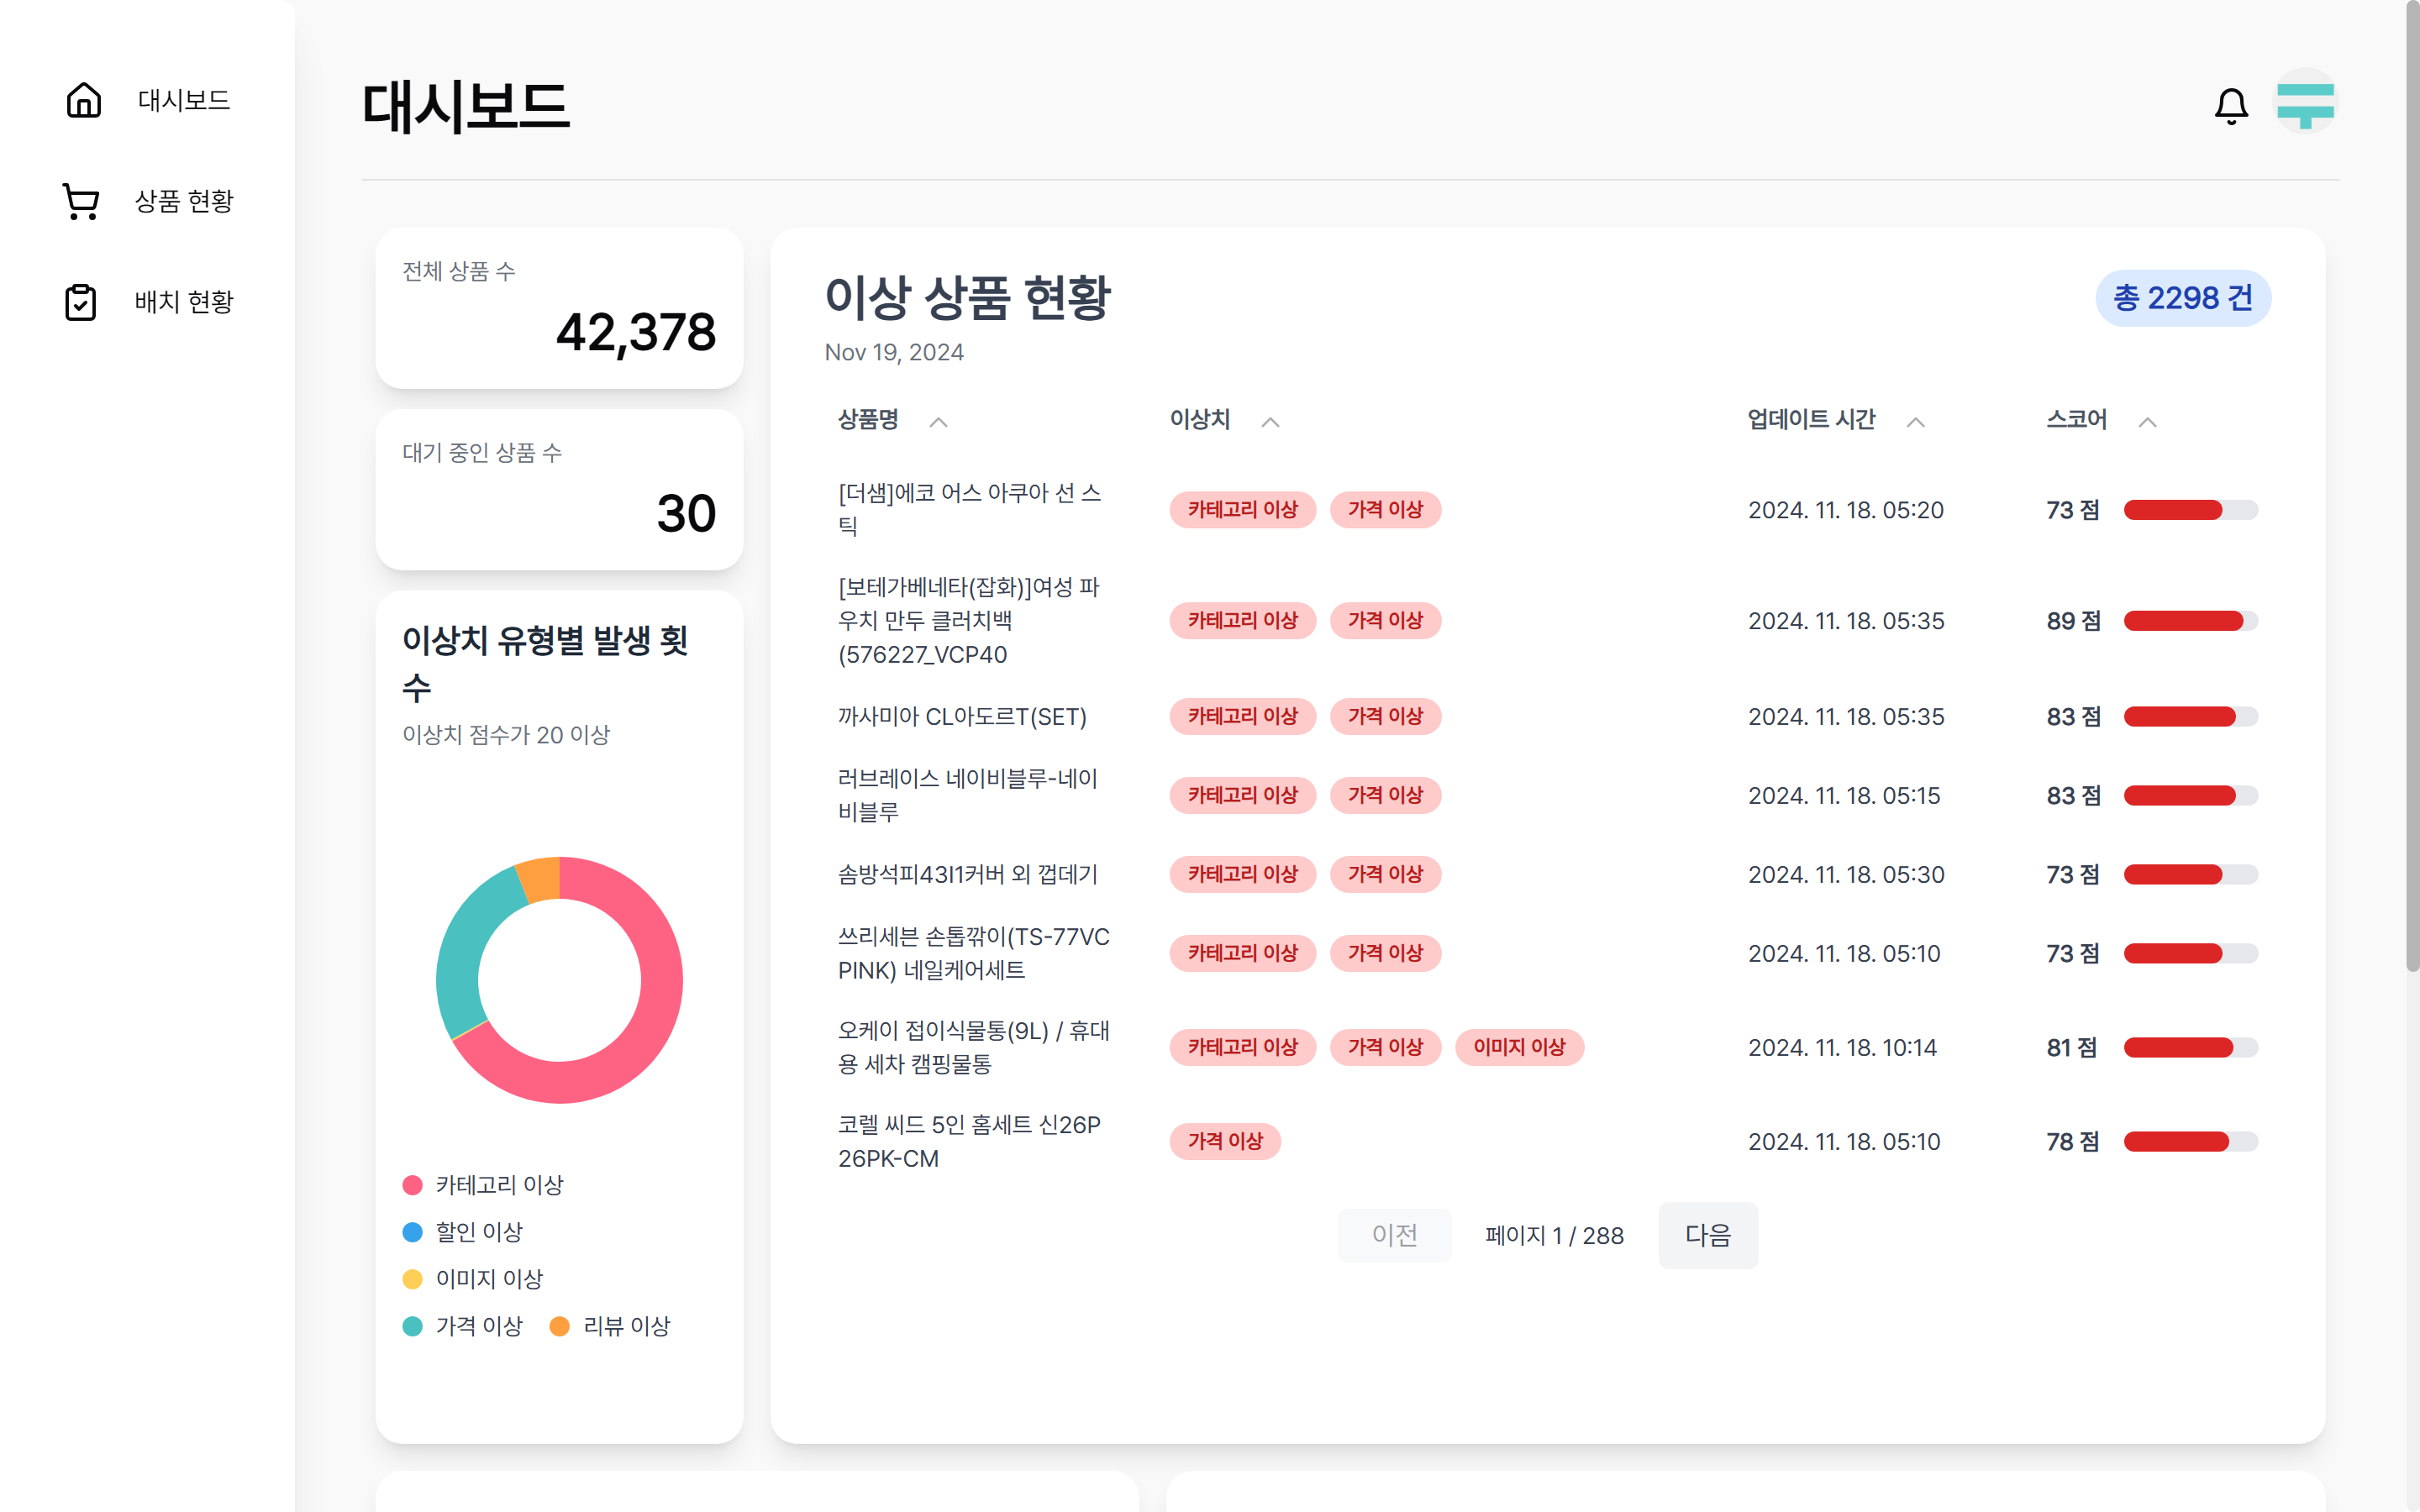 대시보드
상품 현황
배치 현황
대시보드
전체 상품 수
42,378
대기 중인 상품 수
30
이상치 유형별 발생 횟
수
이상치 점수가 20 이상
카테고리 이상
할인 이상
이미지 이상
가격 이상 리뷰 이상
이상 상품 현황
총 2298 건
Nov 19, 2024
상품명 이상치 업데이트 시간 스코어
[더샘]에코 어스 아쿠아 선 스
틱
카테고리 이상 가격 이상 2024. 11. 18. 05:20 73 점
[보테가베네타(잡화)]여성 파
우치 만두 클러치백
(576227_VCP40
카테고리 이상 가격 이상 2024. 11. 18. 05:35 89 점
까사미아 CL아도르T(SET) 카테고리 이상 가격 이상 2024. 11. 18. 05:35 83 점
러브레이스 네이비블루-네이
비블루
카테고리 이상 가격 이상 2024. 11. 18. 05:15 83 점
솜방석피43I1커버 외 껍데기 카테고리 이상 가격 이상 2024. 11. 18. 05:30 73 점
쓰리세븐 손톱깎이(TS-77VC
PINK) 네일케어세트
카테고리 이상 가격 이상 2024. 11. 18. 05:10 73 점
오케이 접이식물통(9L) / 휴대
용 세차 캠핑물통
카테고리 이상 가격 이상 이미지 이상 2024. 11. 18. 10:14 81 점
코렐 씨드 5인 홈세트 신26P
26PK-CM
가격 이상 2024. 11. 18. 05:10 78 점
이전 페이지 1 / 288 다음